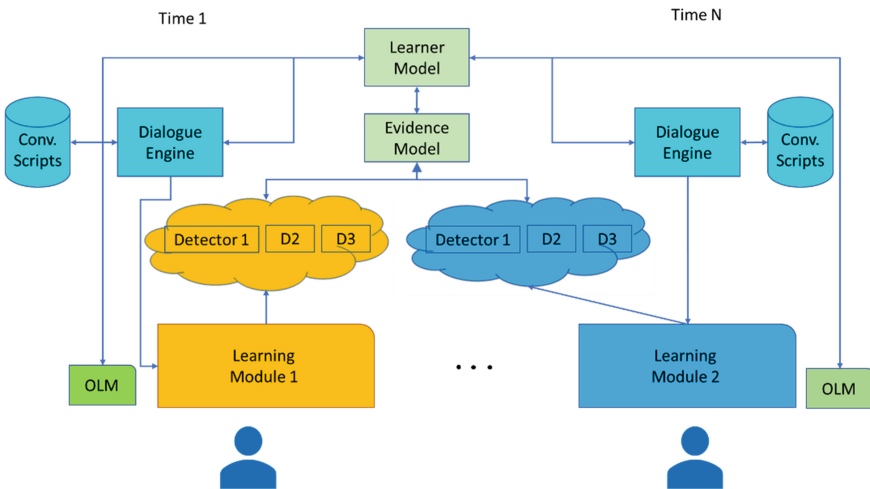 Time 1
Time N
Learner
Model
Evidence
Model
Conv.
Scripts
Dialogue
Engine
Dialogue
Engine
Conv.
Scripts
Detector 1
D2
D3
Detector 1
D2
D3
Learning
Module 1
. . .
Learning
Module 2
OLM
OLM